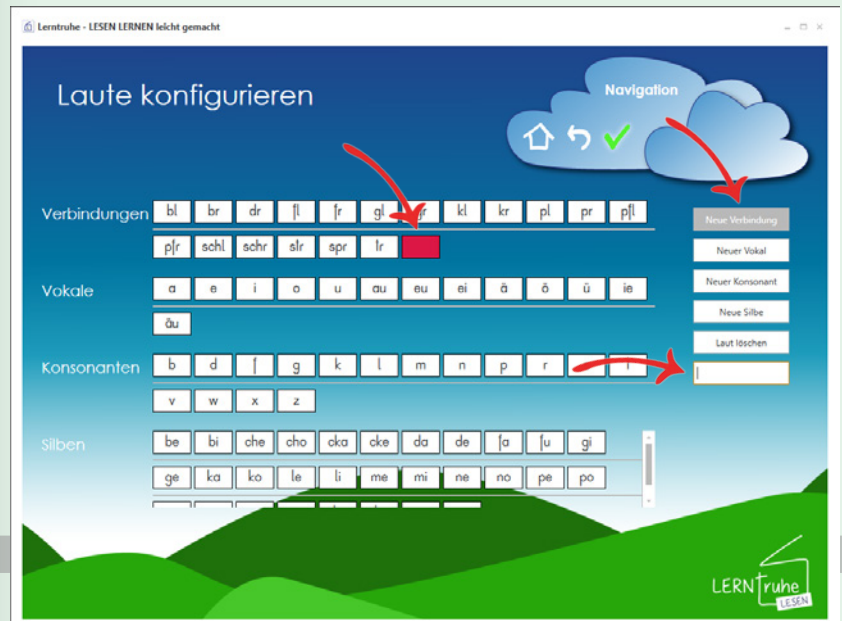 Lerntruhe - LESEN LERNEN leicht gemacht
Laute konfigurieren
Navigation
Verbindungen bl br dr fl fr gl gr kl kr pl pr pfl
pfr schl schr str spr tr
Vokale a e i o u au eu ei ä ö ü ie
äu
Konsonanten b d f g k l m n p r
v w x z
Silben be bi che cho cka cke da de fa fu gi
ge ka ko le li me mi ne no pe po
Neue Verbindung
Neuer Vokal
Neuer Konsonant
Neue Silbe
Laut löschen
LERNTruhe
LESEN